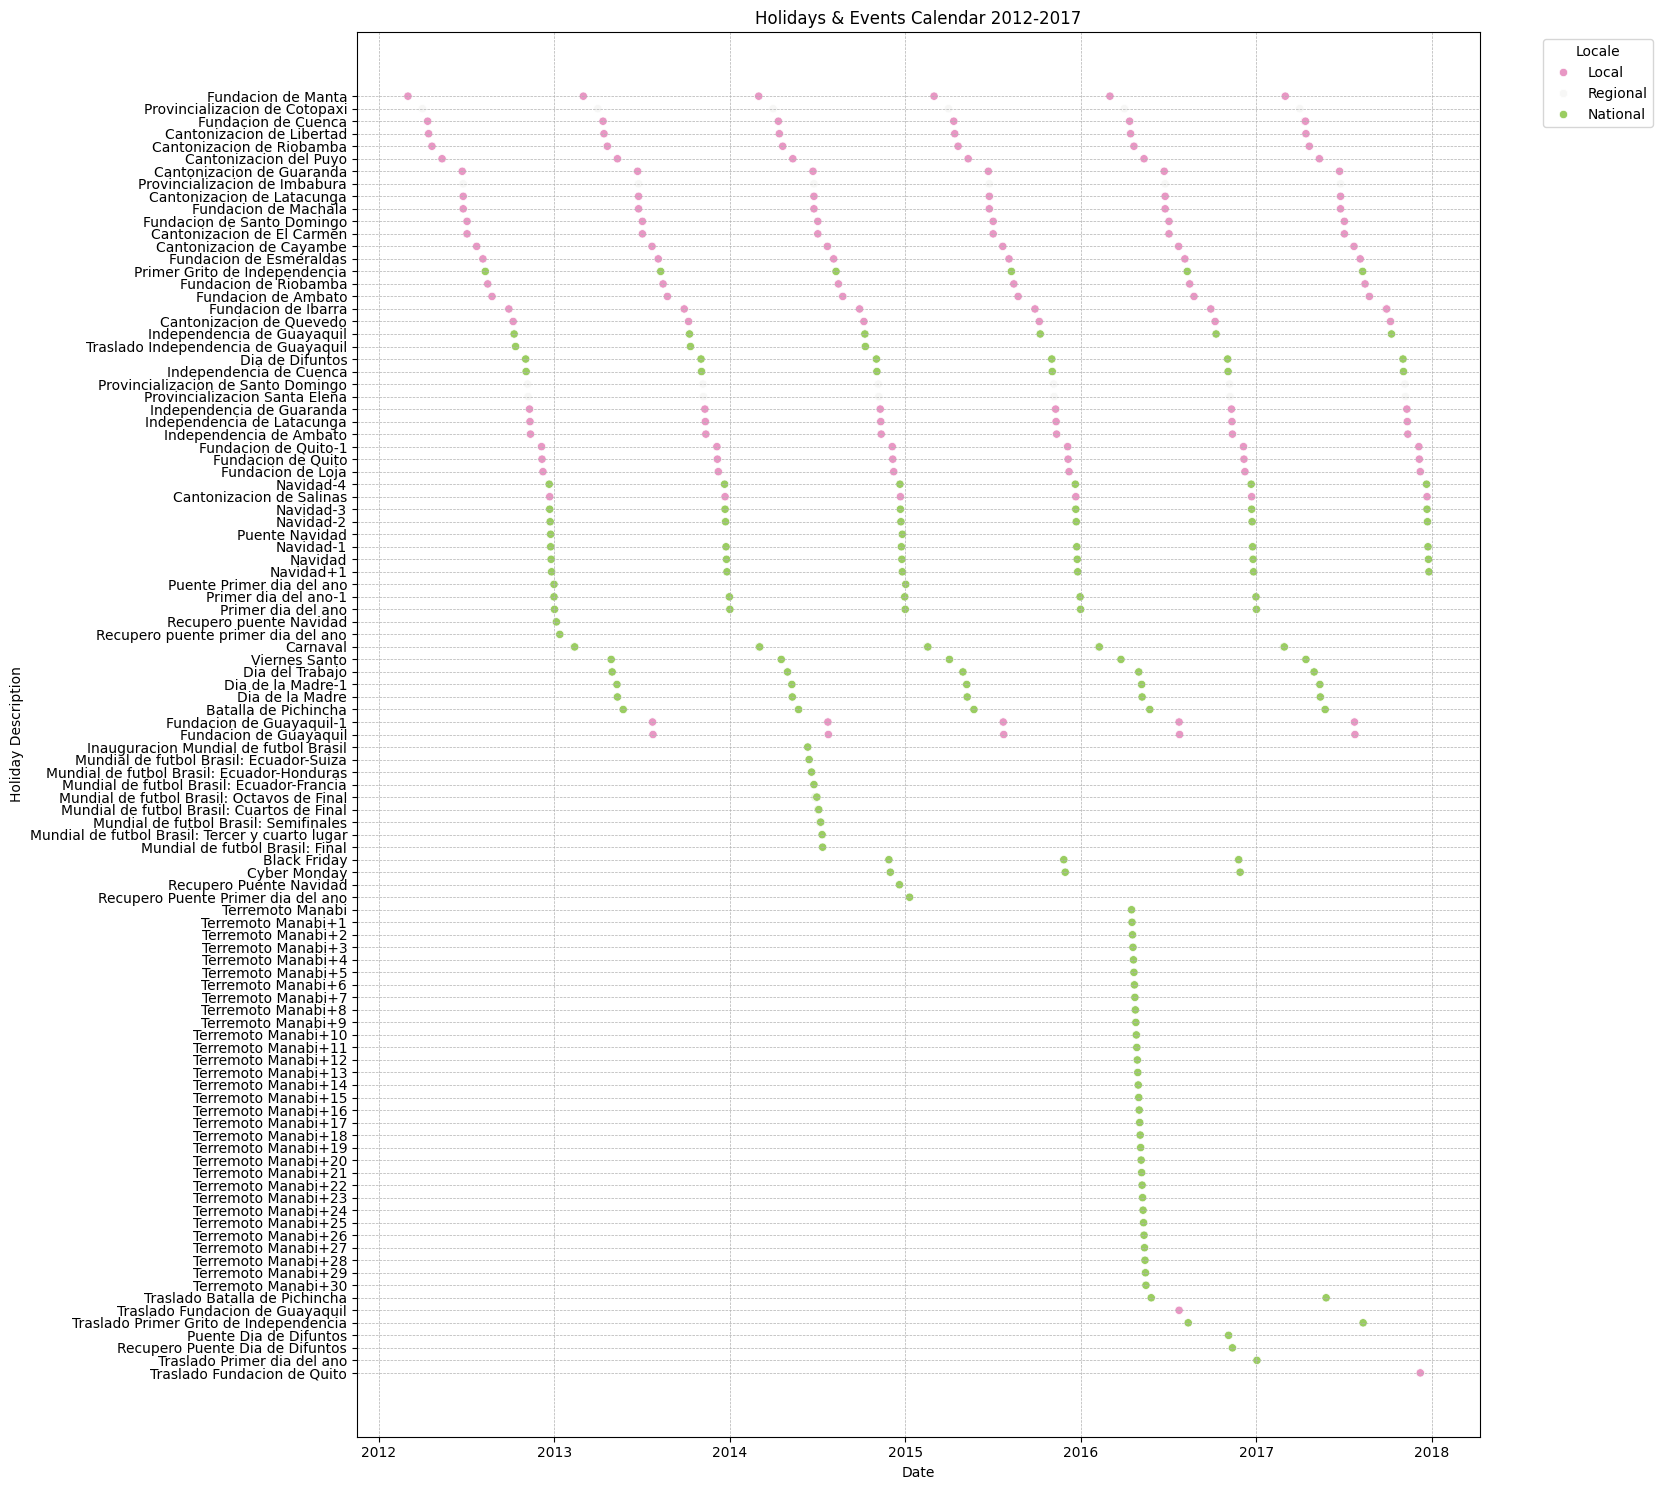 Holidays & Events Calendar 2012-2017
Locale
Local
Regional
National
Holiday Description
Fundacion de Manta
Provincializacion de Cotopaxi
Fundacion de Cuenca
Cantonizacion de Libertad
Cantonizacion de Riobamba
Cantonizacion del Puyo
Cantonizacion de Guaranda
Provincializacion de Imbabura
Cantonizacion de Latacunga
Fundacion de Machala
Fundacion de Santo Domingo
Cantonizacion de El Carmen
Cantonizacion de Cayambe
Fundacion de Esmeraldas
Primer Grito de Independencia
Fundacion de Riobamba
Fundacion de Ambato
Fundacion de Ibarra
Cantonizacion de Quevedo
Independencia de Guayaquil
Traslado Independencia de Guayaquil
Dia de Difuntos
Independencia de Cuenca
Provincializacion de Santo Domingo
Provincializacion Santa Elena
Independencia de Guaranda
Independencia de Latacunga
Independencia de Ambato
Fundacion de Quito-1
Fundacion de Quito
Fundacion de Loja
Navidad-4
Cantonizacion de Salinas
Navidad-3
Navidad-2
Puente Navidad
Navidad-1
Navidad
Navidad+1
Puente Primer dia del ano
Primer dia del ano-1
Primer dia del ano
Recupero puente Navidad
Recupero puente primer dia del ano
Carnaval
Viernes Santo
Dia del Trabajo
Dia de la Madre-1
Dia de la Madre
Batalla de Pichincha
Fundacion de Guayaquil-1
Fundacion de Guayaquil
Inauguracion Mundial de futbol Brasil
Mundial de futbol Brasil: Ecuador-Suiza
Mundial de futbol Brasil: Ecuador-Honduras
Mundial de futbol Brasil: Ecuador-Francia
Mundial de futbol Brasil: Octavos de Final
Mundial de futbol Brasil: Cuartos de Final
Mundial de futbol Brasil: Semifinales
Mundial de futbol Brasil: Tercer y cuarto lugar
Mundial de futbol Brasil: Final
Black Friday
Cyber Monday
Recupero Puente Navidad
Recupero Puente Primer dia del ano
Terremoto Manabi
Terremoto Manabi+1
Terremoto Manabi+2
Terremoto Manabi+3
Terremoto Manabi+4
Terremoto Manabi+5
Terremoto Manabi+6
Terremoto Manabi+7
Terremoto Manabi+8
Terremoto Manabi+9
Terremoto Manabi+10
Terremoto Manabi+11
Terremoto Manabi+12
Terremoto Manabi+13
Terremoto Manabi+14
Terremoto Manabi+15
Terremoto Manabi+16
Terremoto Manabi+17
Terremoto Manabi+18
Terremoto Manabi+19
Terremoto Manabi+20
Terremoto Manabi+21
Terremoto Manabi+22
Terremoto Manabi+23
Terremoto Manabi+24
Terremoto Manabi+25
Terremoto Manabi+26
Terremoto Manabi+27
Terremoto Manabi+28
Terremoto Manabi+29
Terremoto Manabi+30
Traslado Batalla de Pichincha
Traslado Fundacion de Guayaquil
Traslado Primer Grito de Independencia
Puente Dia de Difuntos
Recupero Puente Dia de Difuntos
Traslado Primer dia del ano
Traslado Fundacion de Quito
2012 2013 2014 2015 2016 2017 2018
Date